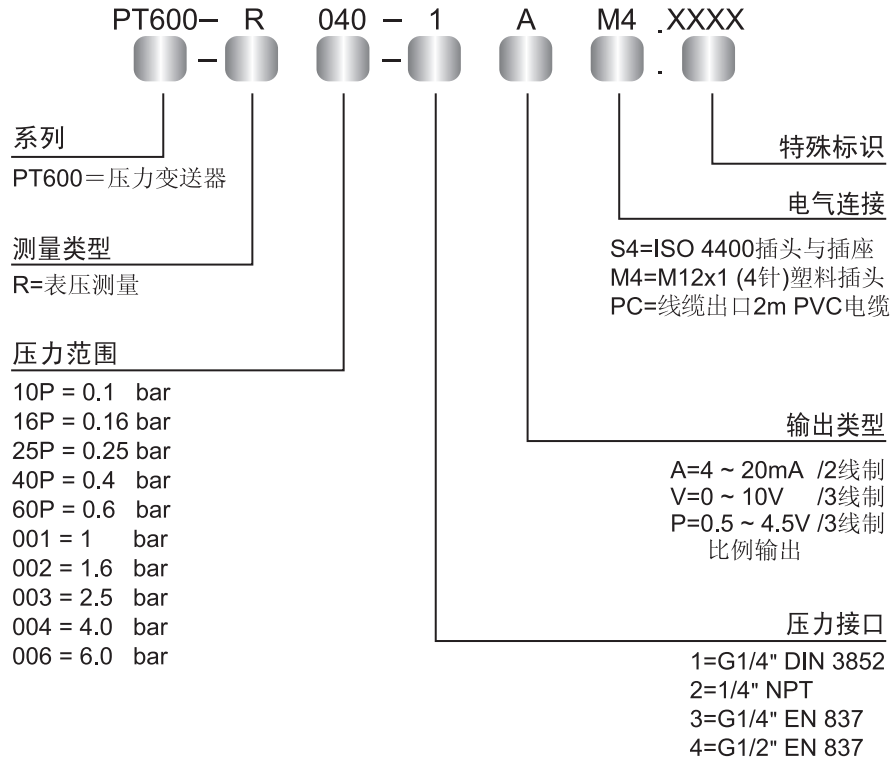 PT600– R 040 – 1 A M4 .XXXX
系列
PT600＝压力变送器
测量类型
R=表压测量
压力范围
10P = 0.1 bar
16P = 0.16 bar
25P = 0.25 bar
40P = 0.4 bar
60P = 0.6 bar
001 = 1 bar
002 = 1.6 bar
003 = 2.5 bar
004 = 4.0 bar
006 = 6.0 bar
特殊标识
电气连接
S4=ISO 4400插头与插座
M4=M12x1 (4针)塑料插头
PC=线缆出口2m PVC电缆
输出类型
A=4 ~ 20mA /2线制
V=0 ~ 10V /3线制
P=0.5 ~ 4.5V /3线制
比例输出
压力接口
1=G1/4" DIN 3852
2=1/4" NPT
3=G1/4" EN 837
4=G1/2" EN 837